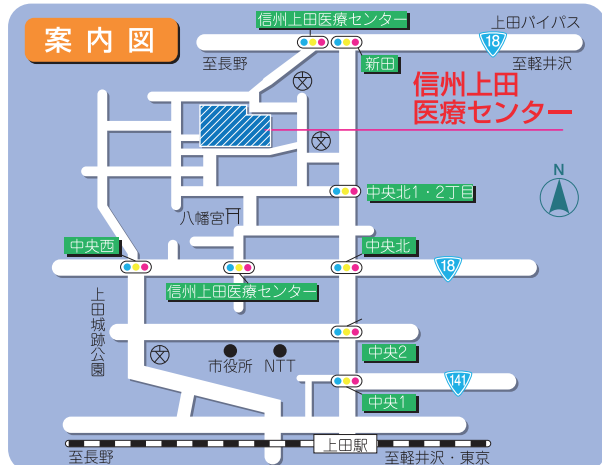 案内図
信州上田医療センター
上田バイパス
18
至長野
新田
至軽井沢
信州上田
医療センター
文
文
N
中央北1・2丁目
八幡宮
中央西
中央北
18
信州上田医療センター
上田城跡公園
文
中央2
市役所
NTT
141
中央1
上田駅
至長野
至軽井沢・東京